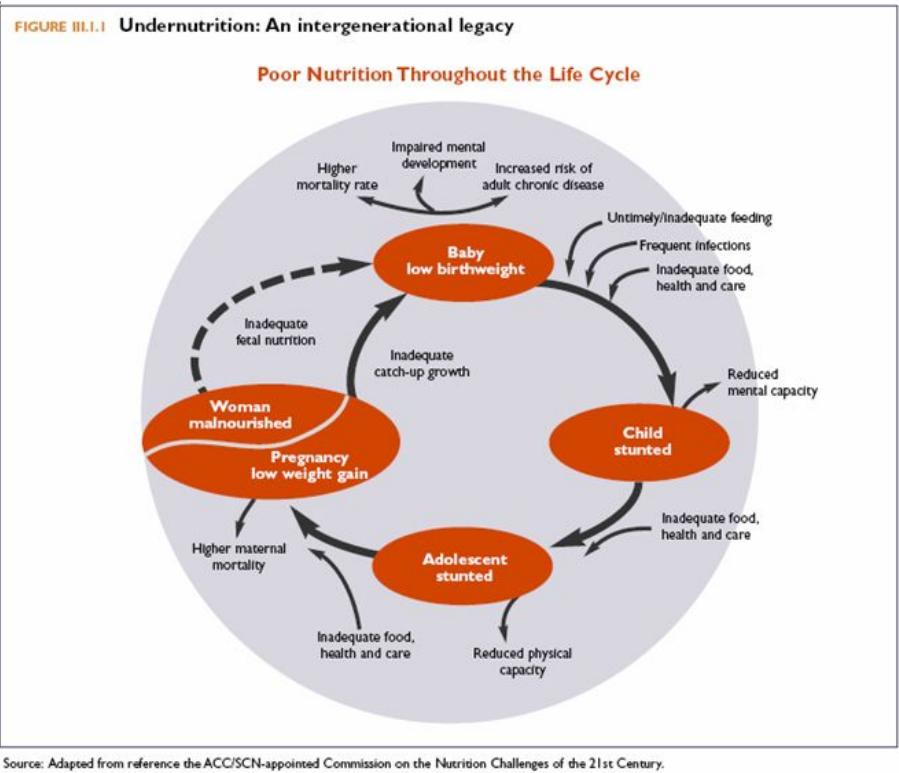 FIGURE III.1.1 Undernutrition: An intergenerational legacy
Poor Nutrition Throughout the Life Cycle
Impaired mental
development
Higher
mortality rate
Increased risk of
adult chronic disease
Baby
low birthweight
Untimely/inadequate feeding
Frequent infections
Inadequate food,
health and care
Inadequate
fetal nutrition
Inadequate
catch-up growth
Reduced
mental capacity
Woman
malnourished
Pregnancy
low weight gain
Child
stunted
Inadequate food,
health and care
Higher maternal
mortality
Adolescent
stunted
Inadequate food,
health and care
Reduced physical
capacity
Source: Adapted from reference the ACC/SCN-appointed Commission on the Nutrition Challenges of the 21st Century.